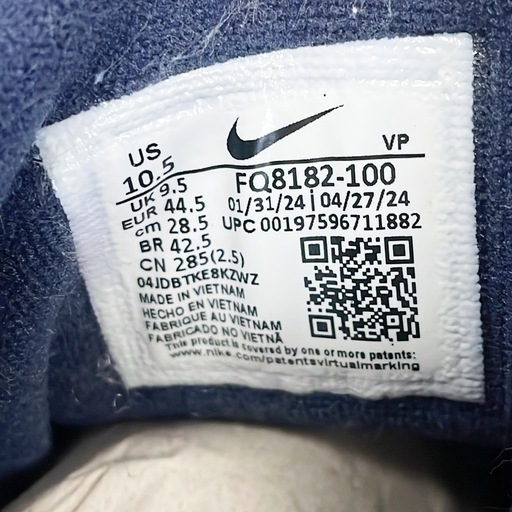 VP
US
10.5
UK 9.5
EUR 44.5
cm 28.5
BR 42.5
CN 285(2.5)
04JDBTKE8KZWZ
MADE IN VIETNAM
HECHO EN VIETNAM
FABRIQUE AU VIETNAM
FABRICADO NO VIETNÃ
FQ8182-100
01/31/24 | 04/27/24
UPC 00197596711882
This product is covered by one or more patents:
www.nike.com/patentsvirtualmarking